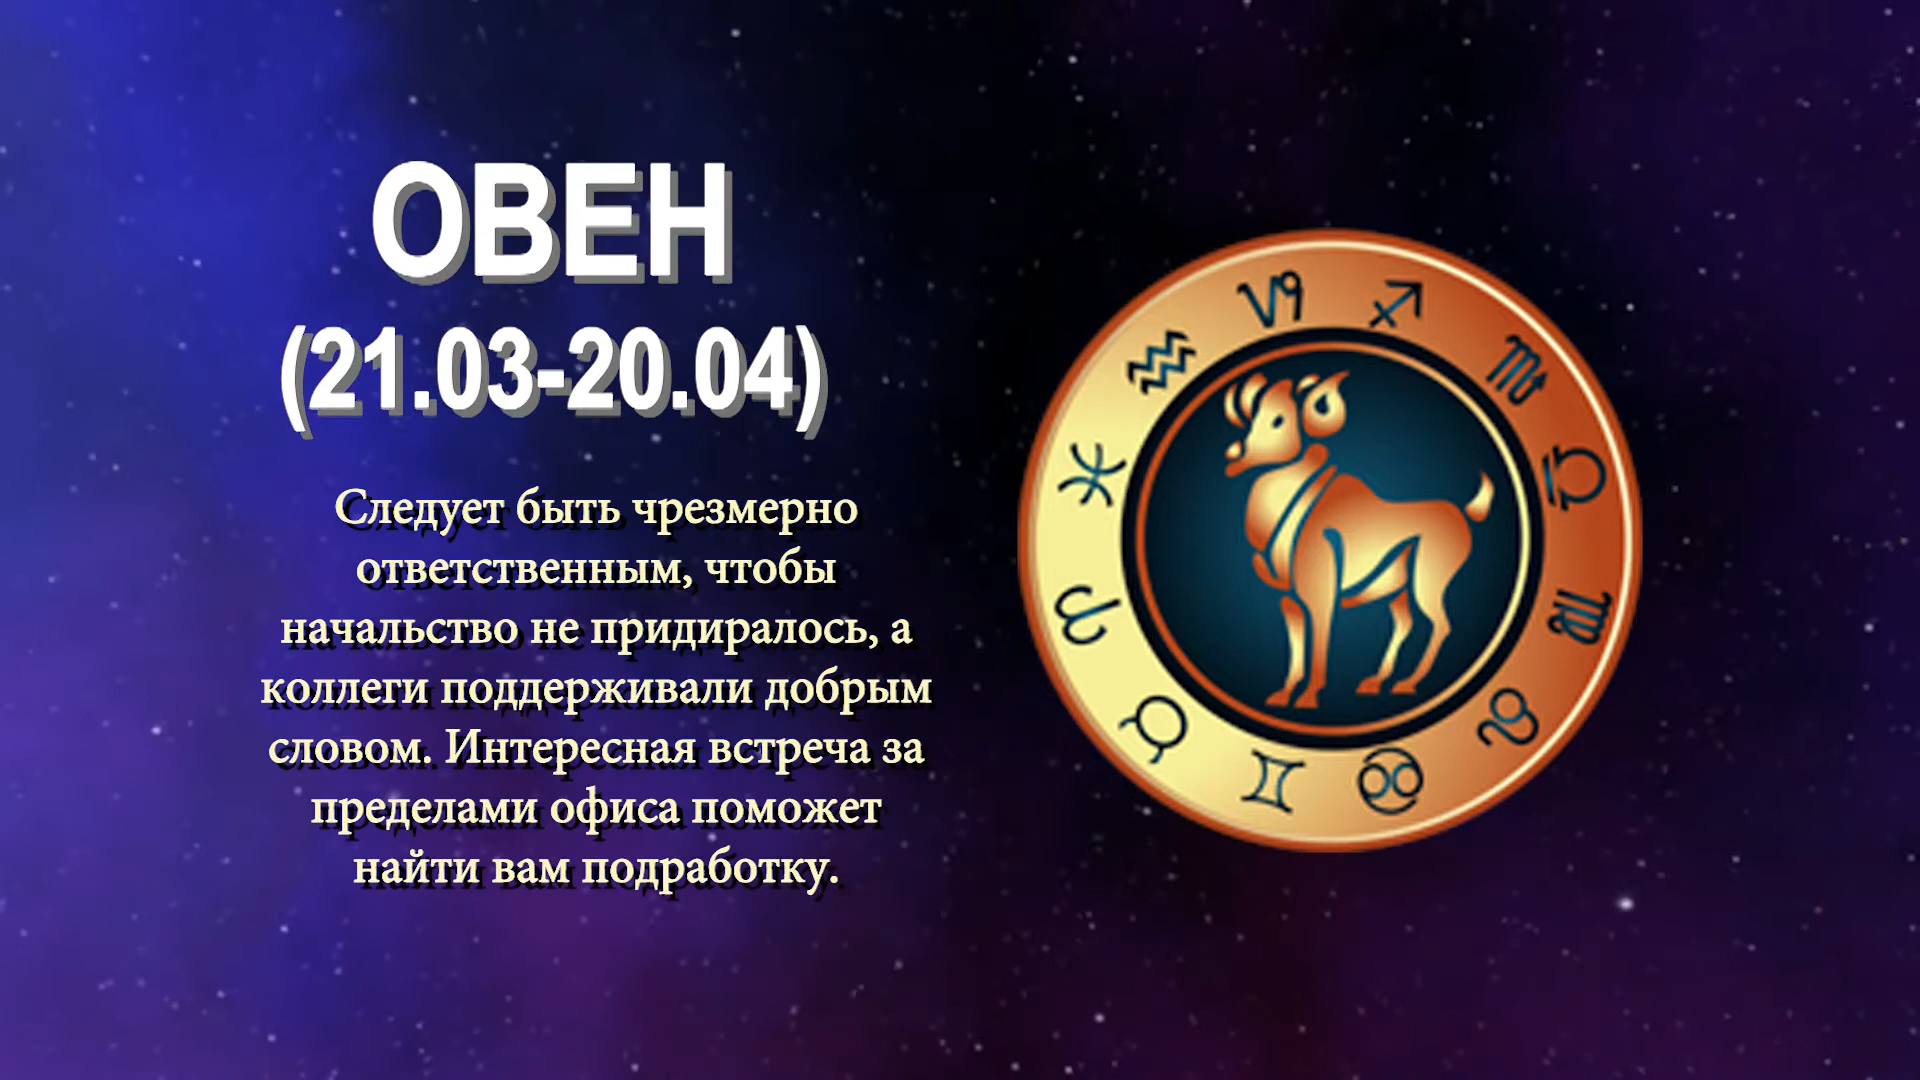 ОВЕН
(21.03-20.04)
Следует быть чрезмерно
ответственным, чтобы
начальство не придиралось, а
коллеги поддерживали добрым
словом. Интересная встреча за
пределами офиса поможет
найти вам подработку.